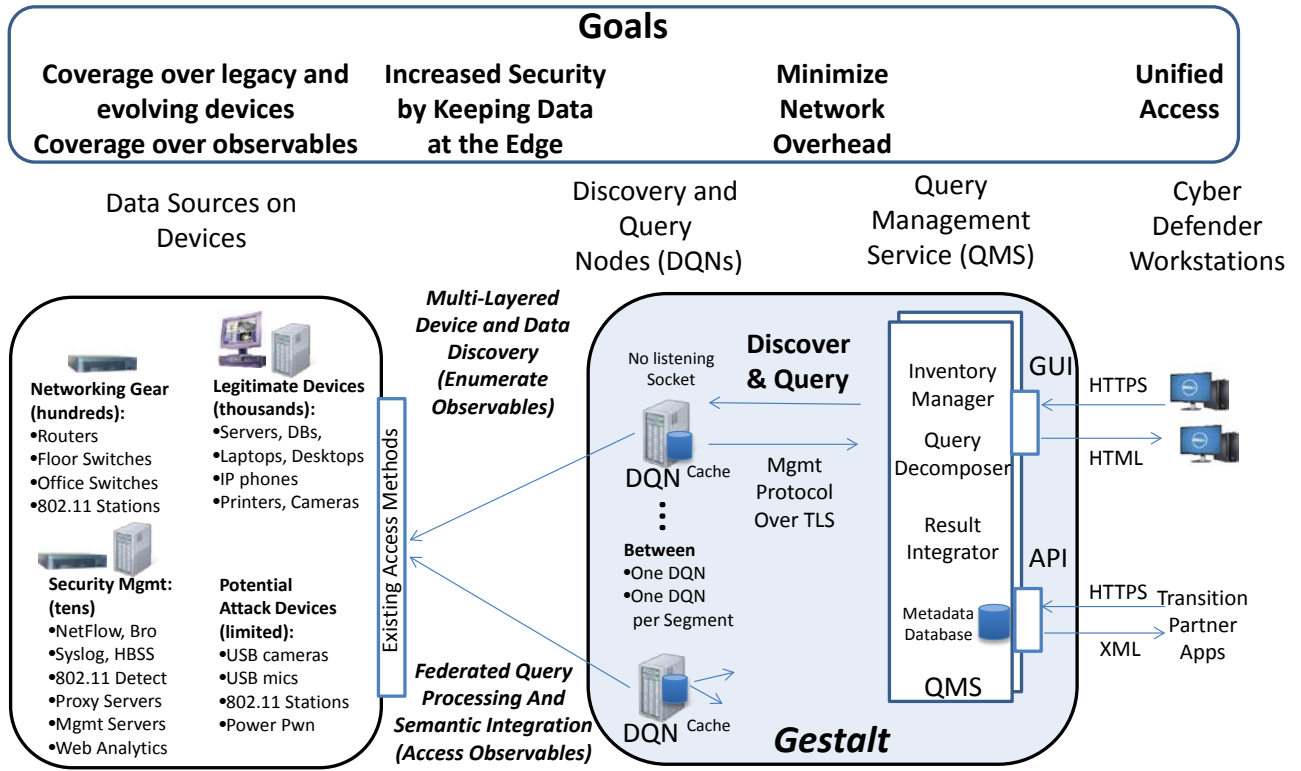 Goals
Coverage over legacy and
evolving devices
Coverage over observables
Increased Security
by Keeping Data
at the Edge
Minimize
Network
Overhead
Unified
Access
Data Sources on
Devices
Discovery and
Query
Nodes (DQNs)
Query
Management
Service (QMS)
Cyber
Defender
Workstations
Networking Gear
(hundreds):
•Routers
•Floor Switches
•Office Switches
•802.11 Stations
Legitimate Devices
(thousands):
•Servers, DBs,
•Laptops, Desktops
•IP phones
•Printers, Cameras
Security Mgmt:
(tens)
•NetFlow, Bro
•Syslog, HBSS
•802.11 Detect
•Proxy Servers
•Mgmt Servers
•Web Analytics
Potential
Attack Devices
(limited):
•USB cameras
•USB mics
•802.11 Stations
•Power Pwn
Existing Access Methods
Multi-Layered
Device and Data
Discovery
(Enumerate
Observables)
Federated Query
Processing And
Semantic Integration
(Access Observables)
No listening
Socket
Discover
& Query
DQN
Cache
Mgmt
Protocol
Over TLS
Between
•One DQN
•One DQN
per Segment
DQN
Cache
Gestalt
Inventory
Manager
Query
Decomposer
Result
Integrator
Metadata
Database
QMS
GUI
API
HTTPS
HTML
HTTPS
XML
Transition
Partner
Apps